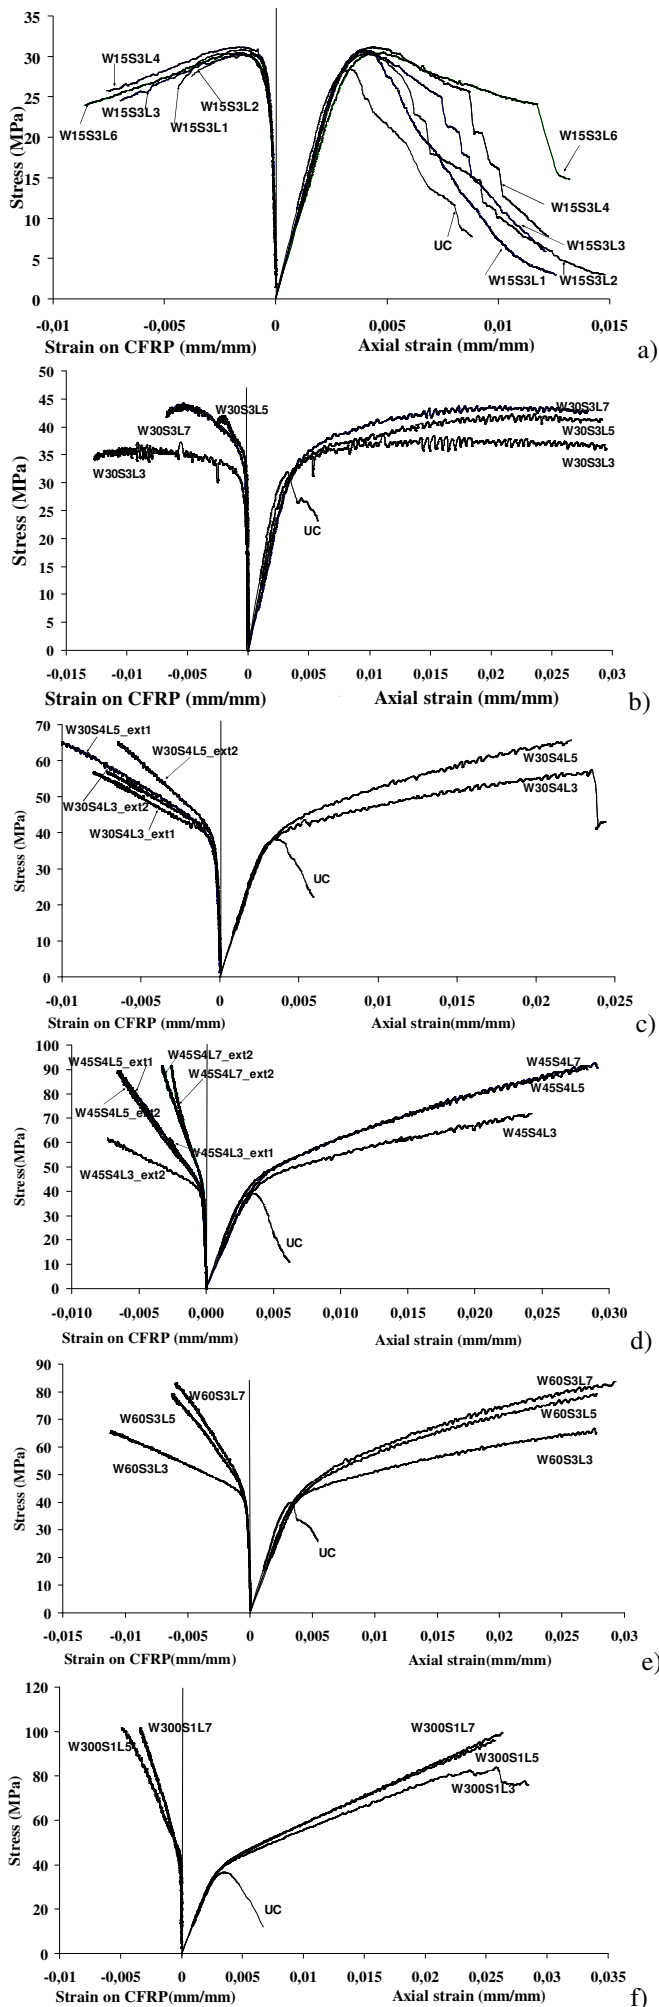 35
30
25
20
15
10
5
0
Stress (MPa)
W15S3L4
W15S3L3
W15S3L6
W15S3L2
W15S3L1
W15S3L6
W15S3L4
W15S3L3
W15S3L2
W15S3L1
UC
-0,01 -0,005 0 0,005 0,01 0,015
Strain on CFRP (mm/mm) Axial strain (mm/mm)
a)
50
45
40
35
30
25
20
15
10
5
0
Stress (MPa)
W30S3L5
W30S3L7
W30S3L3
W30S3L7
W30S3L5
W30S3L3
UC
-0,015 -0,01 -0,005 0 0,005 0,01 0,015 0,02 0,025 0,03
Strain on CFRP (mm/mm) Axial strain (mm/mm)
b)
70
60
50
40
30
20
10
0
Stress (MPa)
W30S4L5_ext1
W30S4L5_ext2
W30S4L3_ext2
W30S4L3_ext1
W30S4L5
W30S4L3
UC
-0,01 -0,005 0 0,005 0,01 0,015 0,02 0,025
Strain on CFRP (mm/mm) Axial strain(mm/mm)
c)
100
90
80
70
60
50
40
30
20
10
0
Stress(MPa)
W45S4L7_ext2
W45S4L5_ext1
W45S4L7_ext2
W45S4L5_ext2
W45S4L3_ext1
W45S4L3_ext2
W45S4L7
W45S4L5
W45S4L3
UC
-0,010 -0,005 0,000 0,005 0,010 0,015 0,020 0,025 0,030
Strain on CFRP (mm/mm) Axial strain (mm/mm)
d)
90
80
70
60
50
40
30
20
10
0
Stress (MPa)
W60S3L7
W60S3L5
W60S3L3
W60S3L7
W60S3L5
W60S3L3
UC
-0,015 -0,01 -0,005 0 0,005 0,01 0,015 0,02 0,025 0,03
Strain on CFRP(mm/mm) Axial strain(mm/mm)
e)
120
100
80
60
40
20
0
Stress (MPa)
W300S1L7
W300S1L5
W300S1L7
W300S1L5
W300S1L3
UC
-0,01 -0,005 0 0,005 0,01 0,015 0,02 0,025 0,03 0,035
Strain on CFRP (mm/mm) Axial strain (mm/mm)
f)